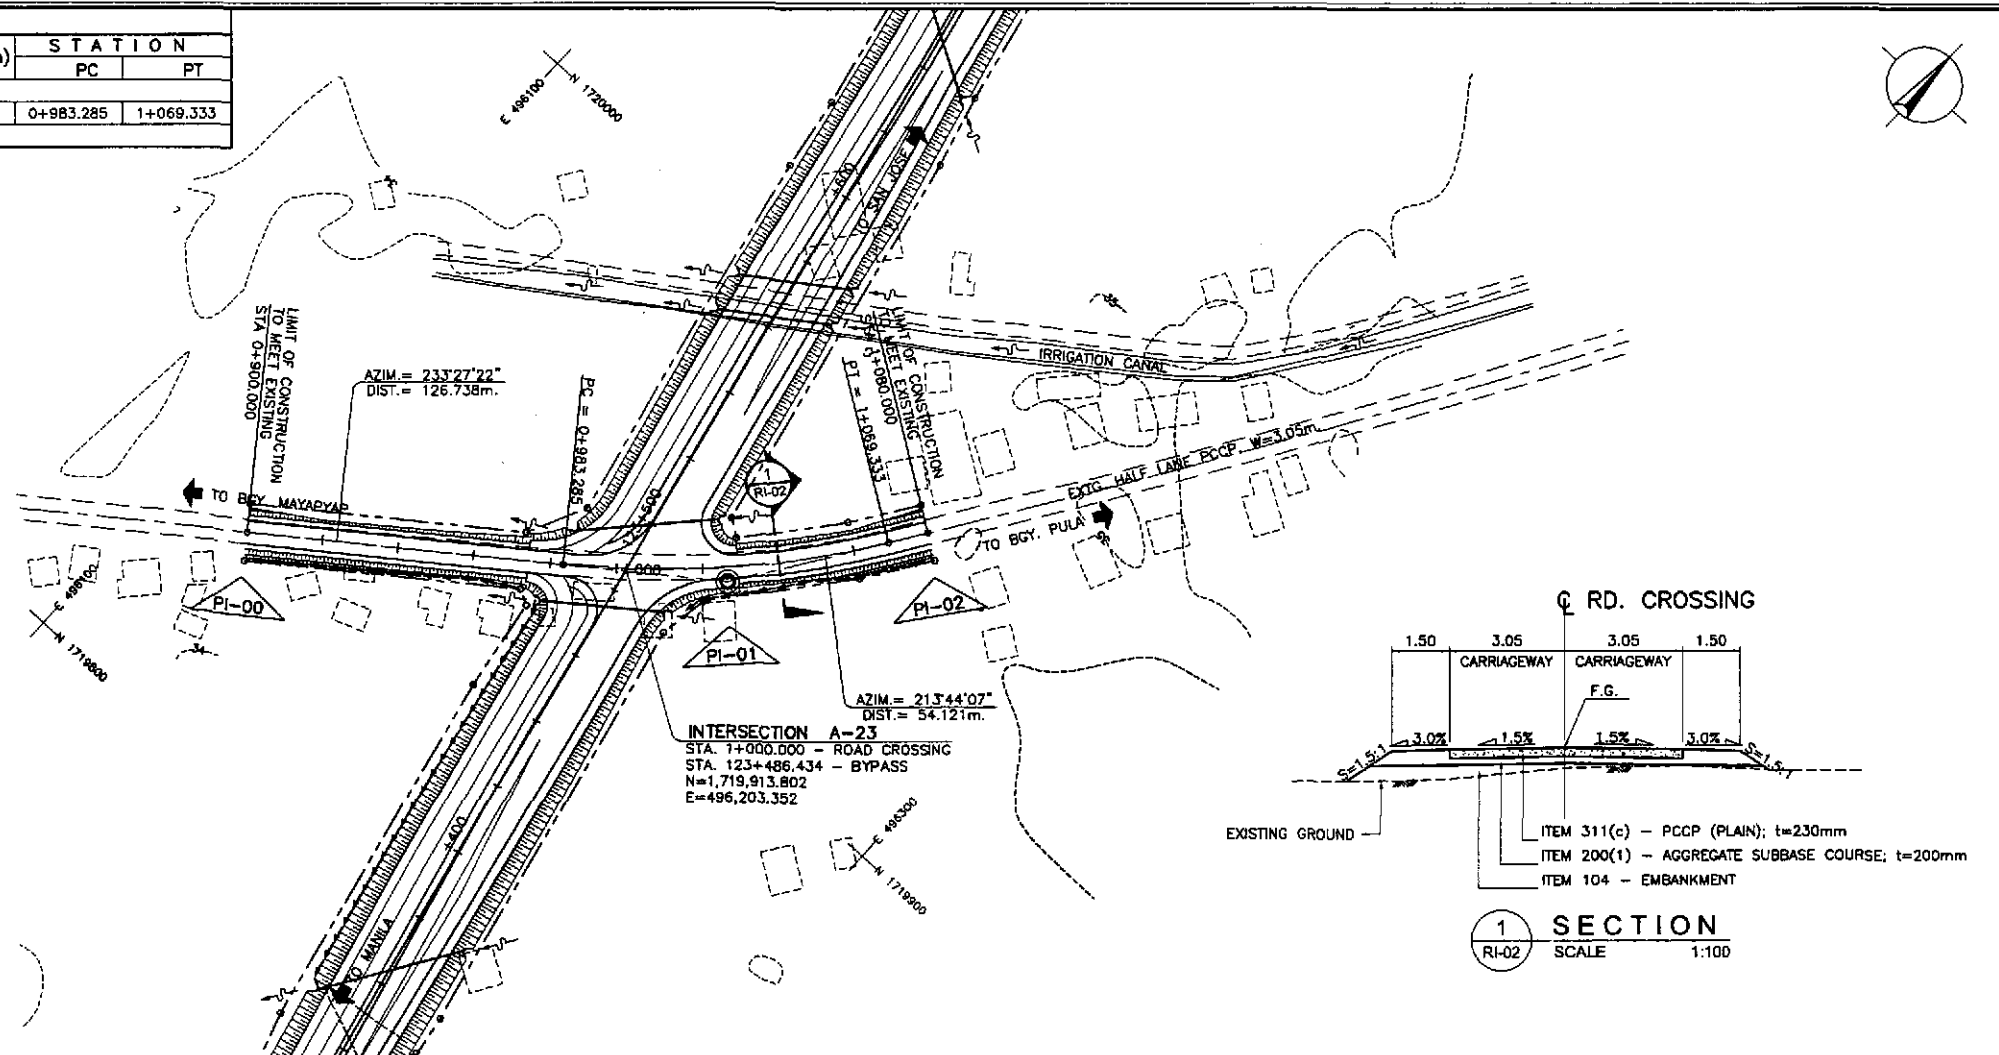 STATION
PC PT
0+983.285 1+069.333
E 496100
N 1720000
+600
TO SAN JOSE
LIMIT OF CONSTRUCTION
TO MEET EXISTING
STA 0+900.000
AZIM.= 233°27'22"
DIST.= 126.738m.
PC = 0+983.285
PT = 1+069.333
LIMIT OF CONSTRUCTION
TO MEET EXISTING
STA 1+080.000
IRRIGATION CANAL
1
RI-02
EXTG. HALF LANE PCCP. W=3.05m
TO BGY. MAYAPYAP
TO BGY. PULA
123+500
PI-00
PI-01
PI-02
E 496100
N 1719800
AZIM.= 213°44'07"
DIST.= 54.121m.
INTERSECTION A-23
STA. 1+000.000 - ROAD CROSSING
STA. 123+486.434 - BYPASS
N=1,719,913.802
E=496,203.352
+400
TO MANILA
E 496300
N 1719900
℄ RD. CROSSING
1.50 3.05 3.05 1.50
CARRIAGEWAY CARRIAGEWAY
F.G.
3.0% 1.5% 1.5% 3.0%
S=1.5:1 S=1.5:1
EXISTING GROUND
ITEM 311(c) - PCCP (PLAIN); t=230mm
ITEM 200(1) - AGGREGATE SUBBASE COURSE; t=200mm
ITEM 104 - EMBANKMENT
1
RI-02
SECTION
SCALE 1:100